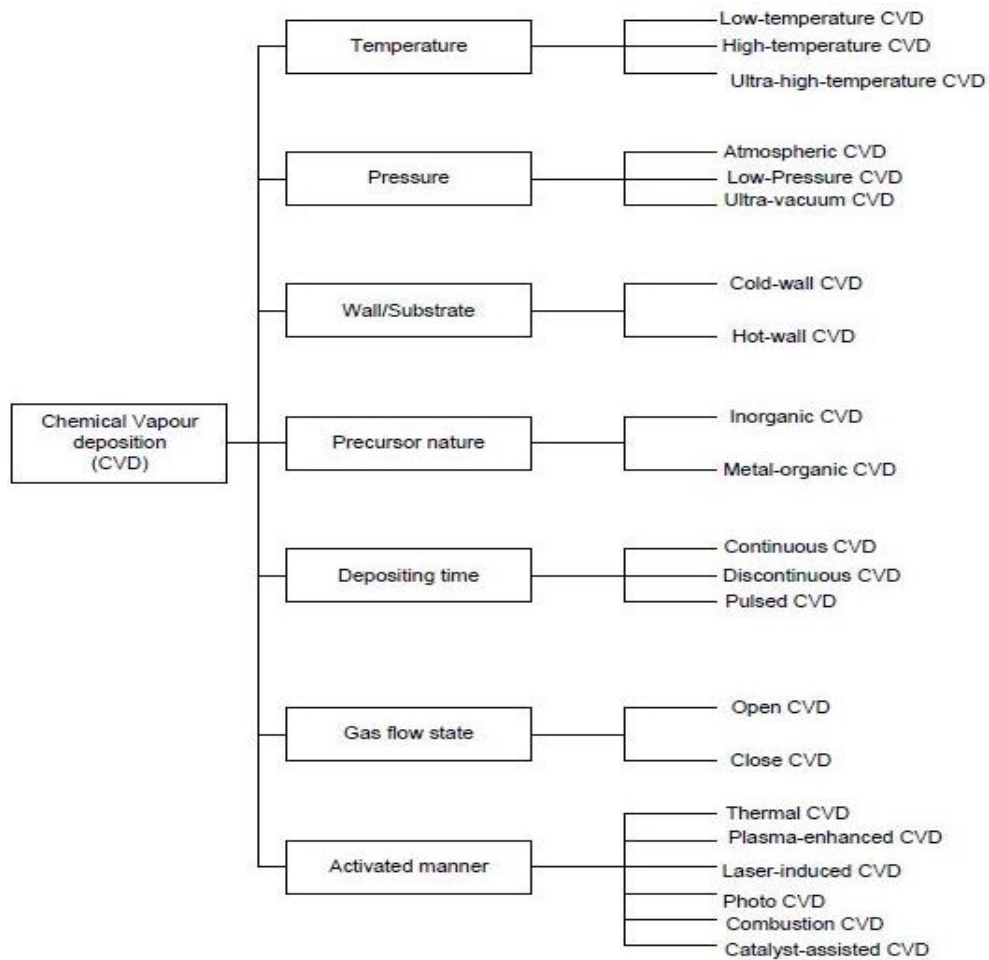 Low-temperature CVD
Temperature
High-temperature CVD
Ultra-high-temperature CVD
Atmospheric CVD
Pressure
Low-Pressure CVD
Ultra-vacuum CVD
Cold-wall CVD
Wall/Substrate
Hot-wall CVD
Chemical Vapour
deposition
(CVD)
Inorganic CVD
Precursor nature
Metal-organic CVD
Continuous CVD
Depositing time
Discontinuous CVD
Pulsed CVD
Open CVD
Gas flow state
Close CVD
Thermal CVD
Plasma-enhanced CVD
Activated manner
Laser-induced CVD
Photo CVD
Combustion CVD
Catalyst-assisted CVD